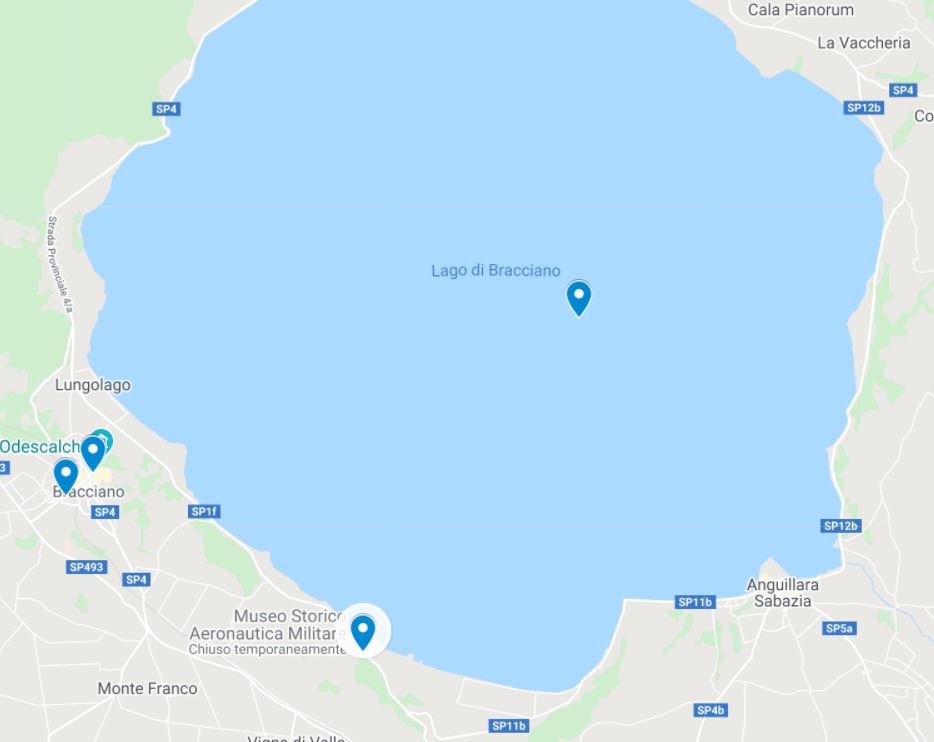 Cala Pianorum
La Vaccheria
SP4
SP4
SP12b
Co
Strada Provinciale 4/a
Lago di Bracciano
Lungolago
Odescalch
3
Bracciano
SP4
SP1f
SP12b
SP493
SP4
Anguillara
Sabazia
SP11b
Museo Storico
Aeronautica Militare
Chiuso temporaneamente
SP5a
Monte Franco
SP4b
SP11b
Vigna di Valle